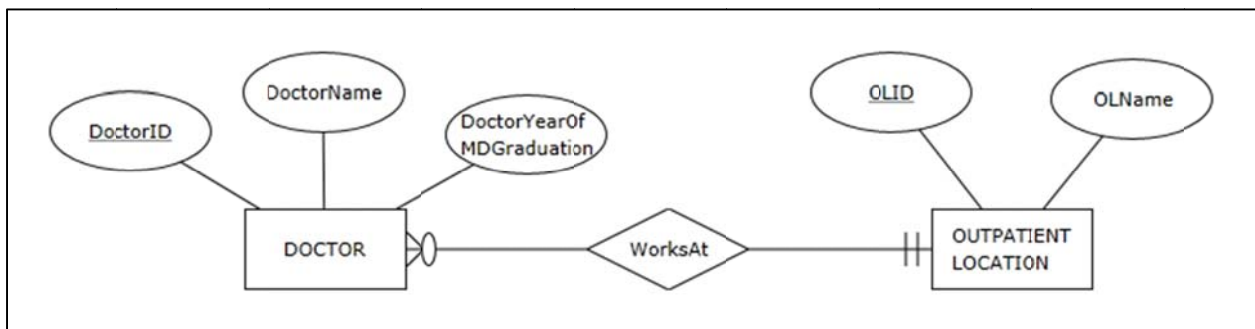 DoctorID
DoctorName
DoctorYearOf
MDGraduation
OLID
OLName
DOCTOR
WorksAt
OUTPATIENT
LOCATION